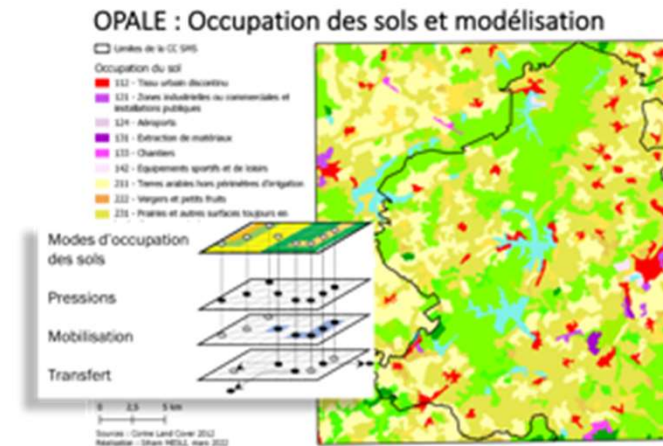 OPALE : Occupation des sols et modélisation
Limites de la CC SMS
Occupation du sol
112 - Tissu urbain discontinu
121 - Zones industrielles ou commerciales et
installations publiques
124 - Aéroports
131 - Extraction de matériaux
133 - Chantiers
142 - Equipements sportifs et de loisirs
211 - Terres arables hors périmètres d'irrigation
222 - Vergers et petits fruits
231 - Prairies et autres surfaces toujours en
Modes d'occupation
des sols
Pressions
Mobilisation
Transfert
0 2,5 5 km
Sources : Corine Land Cover 2012
Réalisation : mars 2022